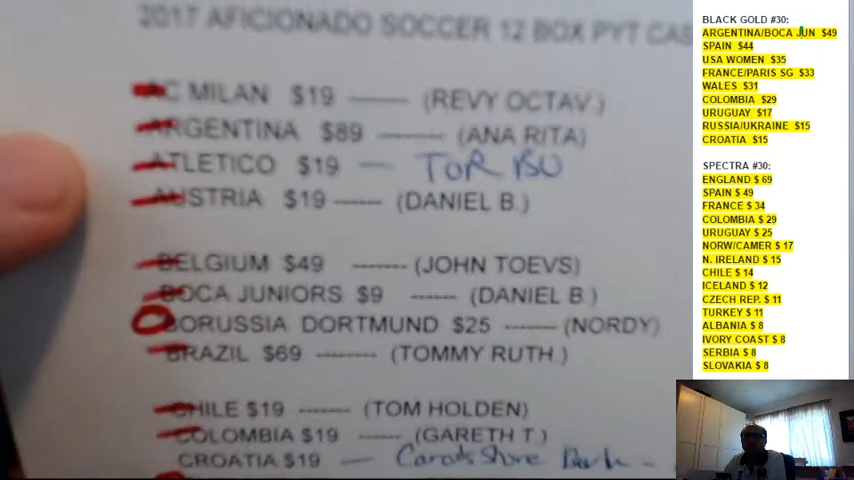 2017 AFICIONADO SOCCER 12 BOX PYT CAS
AC MILAN $19 ------ (REVY OCTAV.)
ARGENTINA $89 -------- (ANA RITA)
ATLETICO $19 — TOR BU
AUSTRIA $19 ------ (DANIEL B.)
BELGIUM $49 ------- (JOHN TOEVS)
BOCA JUNIORS $9 ------- (DANIEL B.)
BORUSSIA DORTMUND $25 -------- (NORDY)
BRAZIL $69 --------- (TOMMY RUTH.)
CHILE $19 ------- (TOM HOLDEN)
COLOMBIA $19 ------ (GARETH T.)
CROATIA $19 —
BLACK GOLD #30:
ARGENTINA/BOCA JUN $49
SPAIN $44
USA WOMEN $35
FRANCE/PARIS SG $33
WALES $31
COLOMBIA $29
URUGUAY $17
RUSSIA/UKRAINE $15
CROATIA $15
SPECTRA #30:
ENGLAND $ 69
SPAIN $ 49
FRANCE $ 34
COLOMBIA $ 29
URUGUAY $ 25
NORW/CAMER $ 17
N. IRELAND $ 15
CHILE $ 14
ICELAND $ 12
CZECH REP. $ 11
TURKEY $ 11
ALBANIA $ 8
IVORY COAST $ 8
SERBIA $ 8
SLOVAKIA $ 8